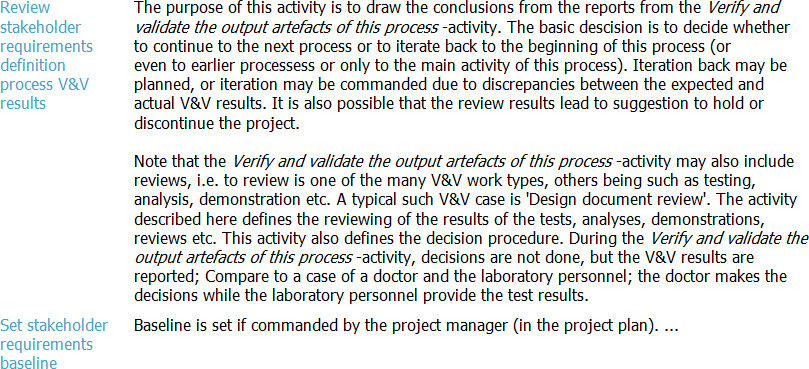 Review
stakeholder
requirements
definition
process V&V
results
The purpose of this activity is to draw the conclusions from the reports from the Verify and
validate the output artefacts of this process -activity. The basic descision is to decide whether
to continue to the next process or to iterate back to the beginning of this process (or
even to earlier processess or only to the main activity of this process). Iteration back may be
planned, or iteration may be commanded due to discrepancies between the expected and
actual V&V results. It is also possible that the review results lead to suggestion to hold or
discontinue the project.
Note that the Verify and validate the output artefacts of this process -activity may also include
reviews, i.e. to review is one of the many V&V work types, others being such as testing,
analysis, demonstration etc. A typical such V&V case is 'Design document review'. The activity
described here defines the reviewing of the results of the tests, analyses, demonstrations,
reviews etc. This activity also defines the decision procedure. During the Verify and validate the
output artefacts of this process -activity, decisions are not done, but the V&V results are
reported; Compare to a case of a doctor and the laboratory personnel; the doctor makes the
decisions while the laboratory personnel provide the test results.
Set stakeholder
requirements
baseline
Baseline is set if commanded by the project manager (in the project plan). ...